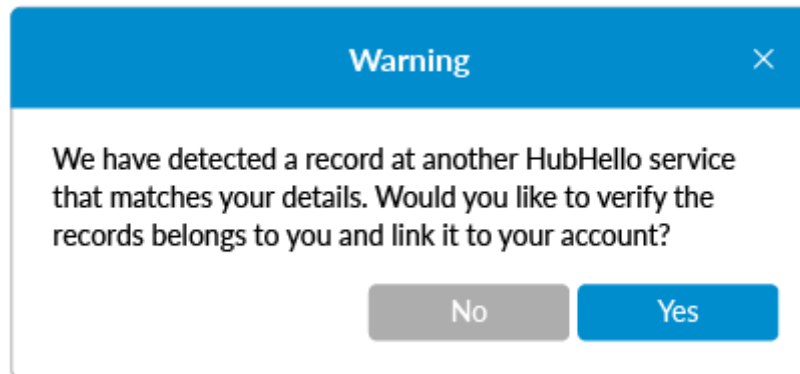 Warning
We have detected a record at another HubHello service
that matches your details. Would you like to verify the
records belongs to you and link it to your account?
No
Yes